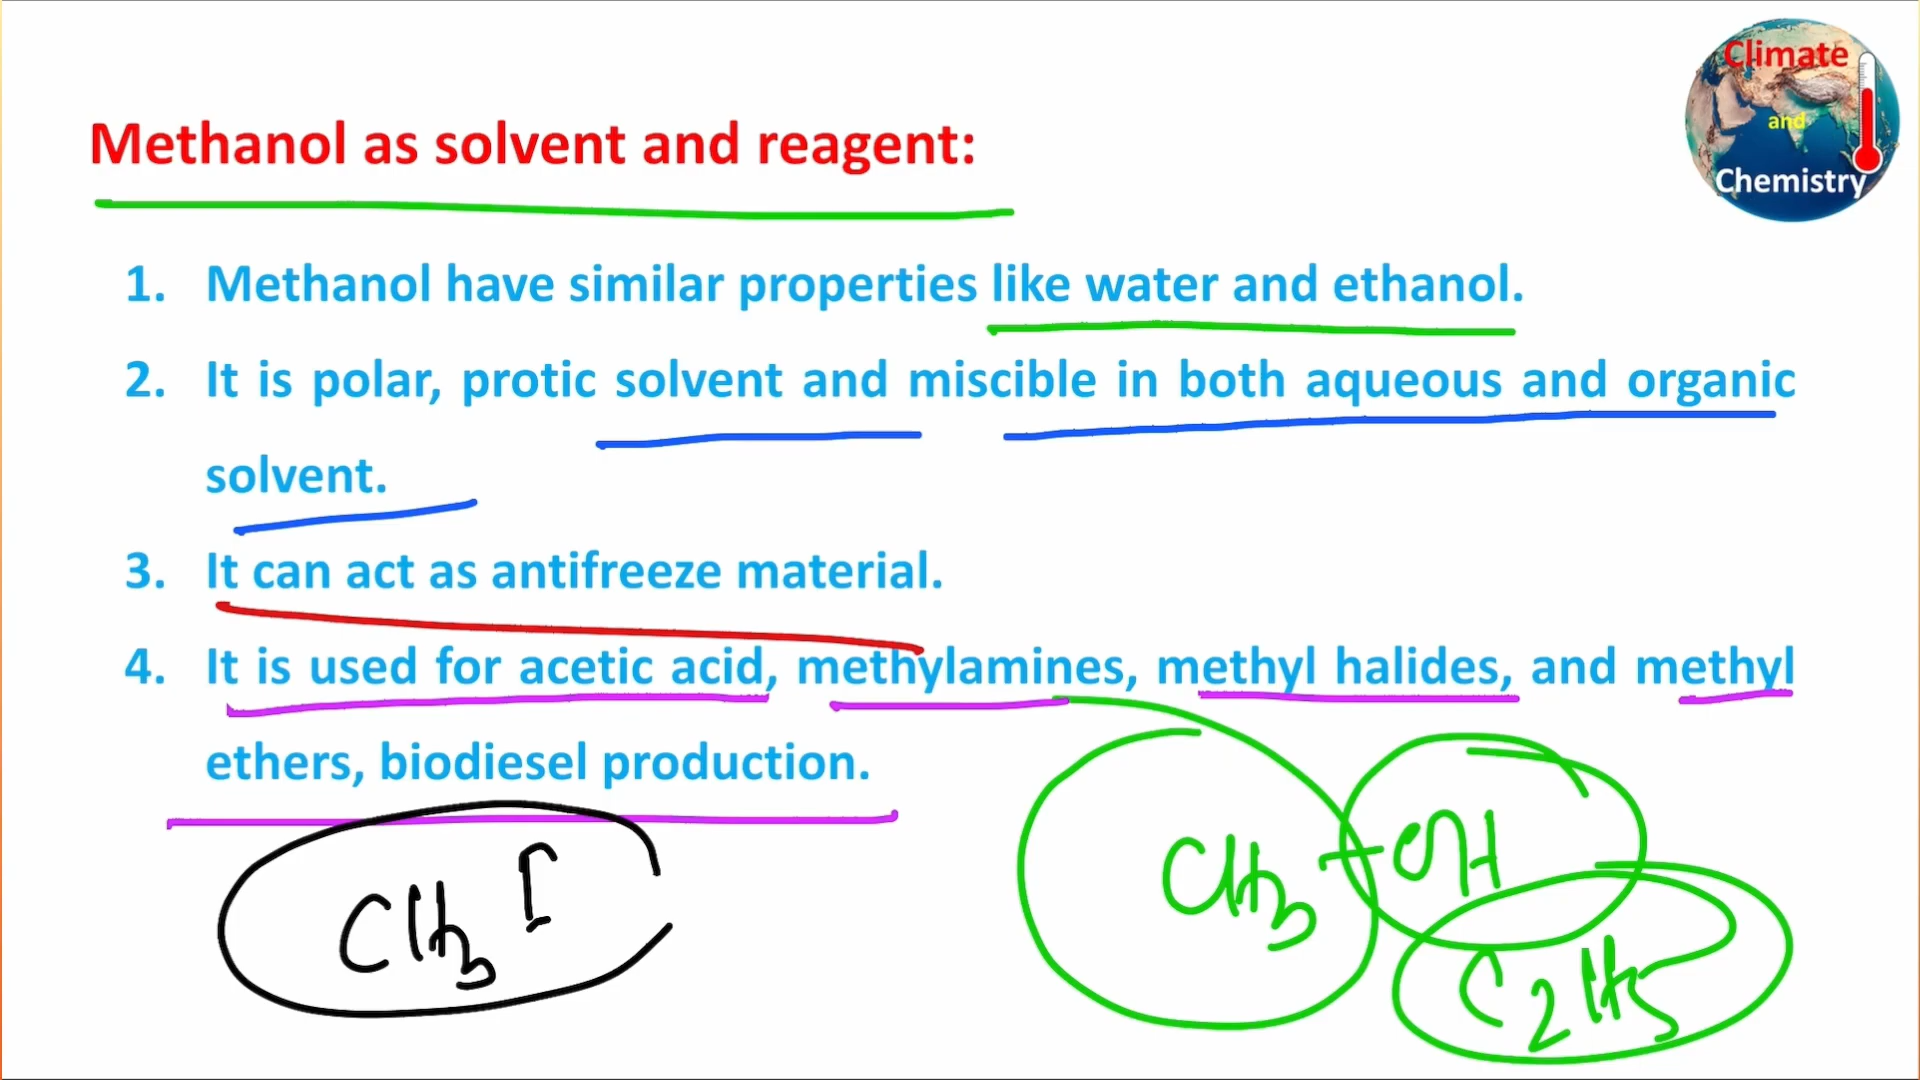 Climate
and
Chemistry
Methanol as solvent and reagent:
1. Methanol have similar properties like water and ethanol.
2. It is polar, protic solvent and miscible in both aqueous and organic
solvent.
3. It can act as antifreeze material.
4. It is used for acetic acid, methylamines, methyl halides, and methyl
ethers, biodiesel production.
CH3 I
CH3 + OH
C2H5